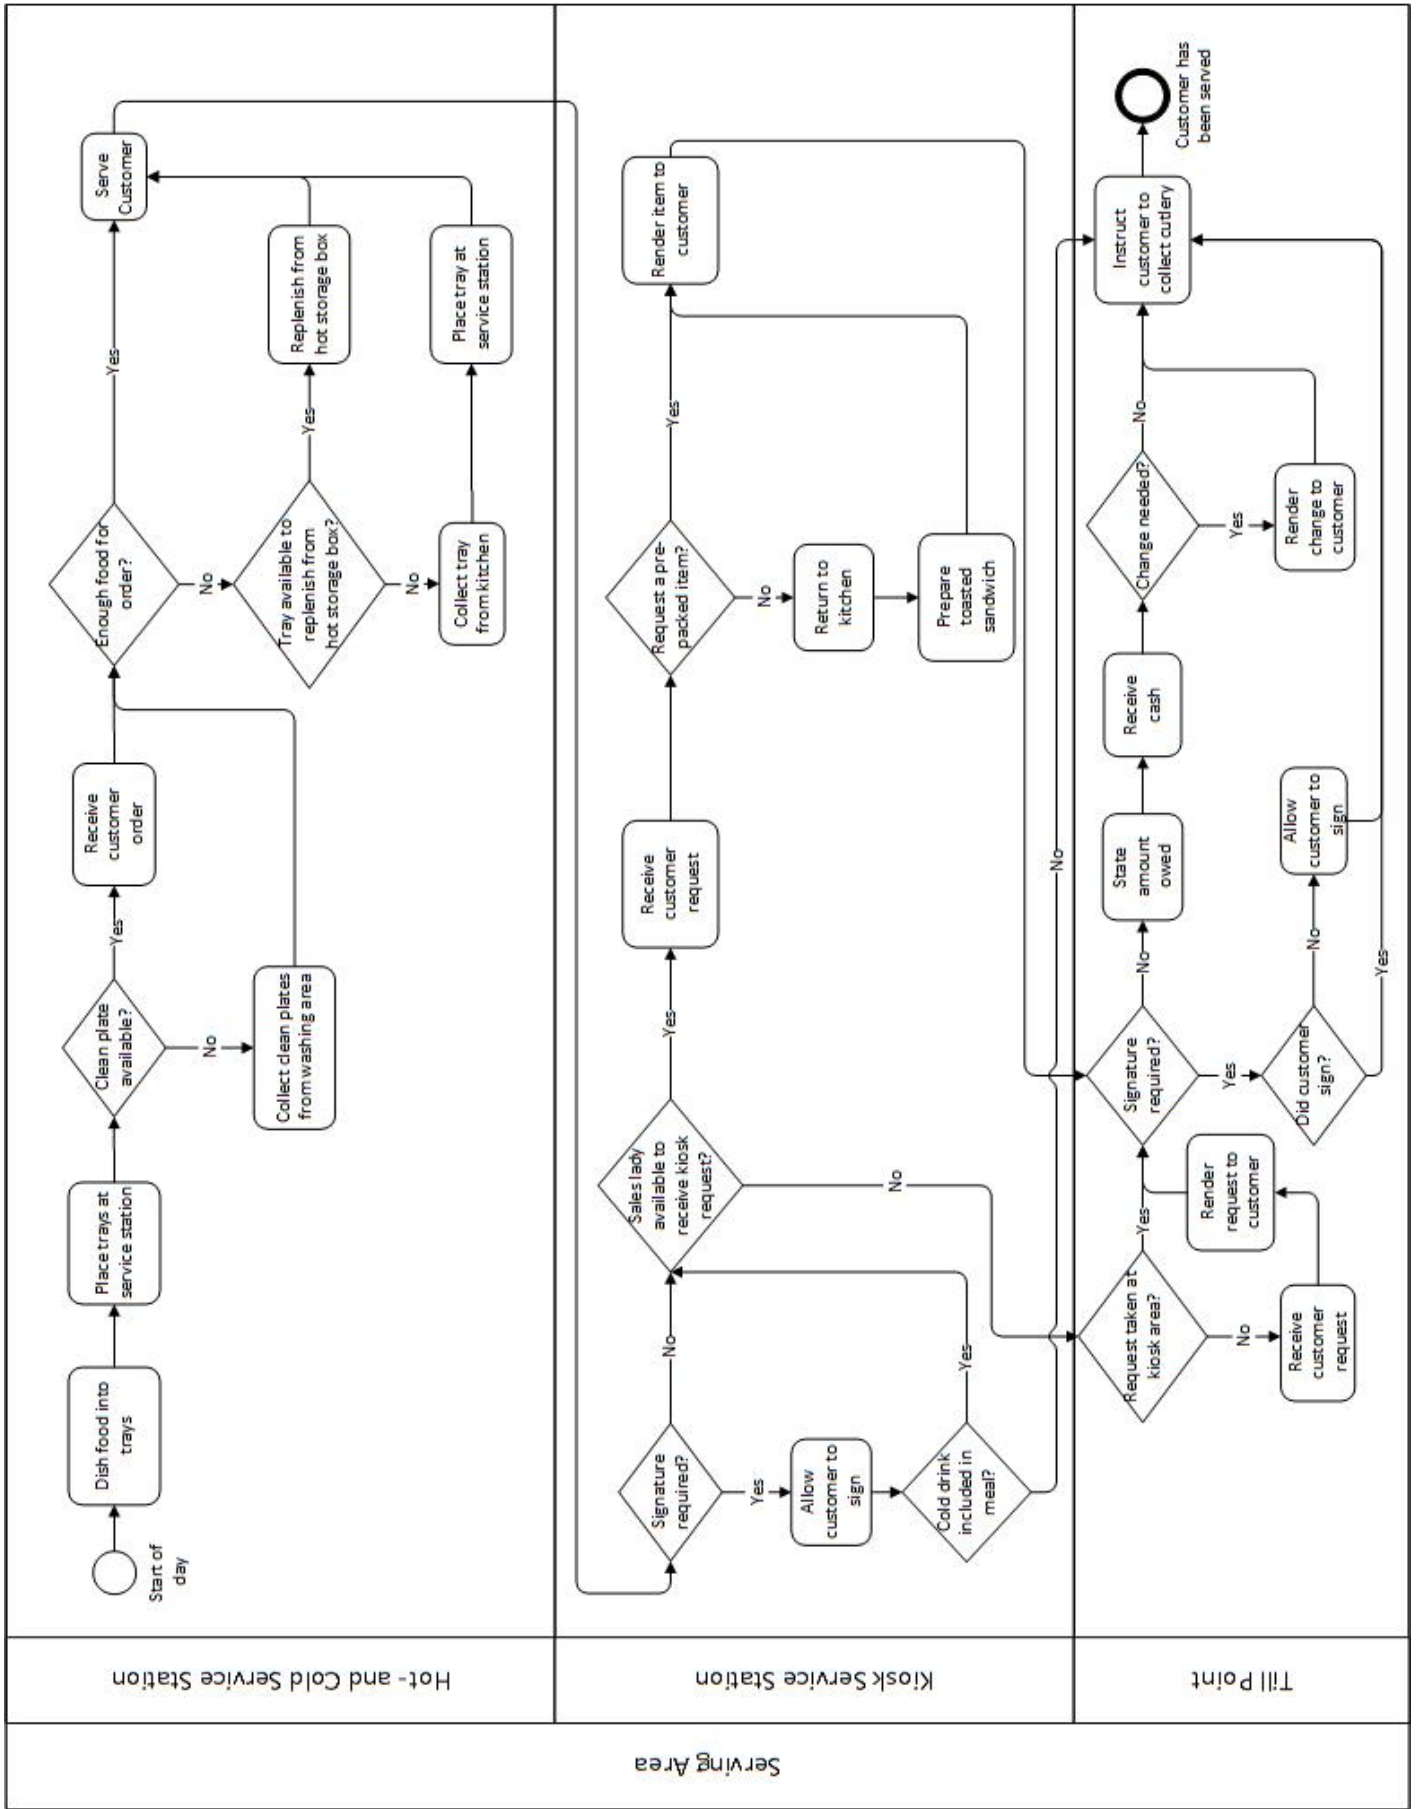 Serving Area
Hot- and Cold Service Station
Start of
day
Dish food into
trays
Place trays at
service station
Clean plate
available?
Yes
No
Collect clean plates
from washing area
Receive
customer
order
Enough food for
order?
Yes
No
Tray available to
replenish from
hot storage box?
Yes
No
Collect tray
from kitchen
Replenish from
hot storage box
Place tray at
service station
Serve
Customer
Kiosk Service Station
Signature
required?
No
Yes
Allow
customer to
sign
Cold drink
included in
meal?
Yes
No
Sales lady
available to
receive kiosk
request?
Yes
No
Receive
customer
request
Request a pre-
packed item?
Yes
No
Return to
kitchen
Prepare
toasted
sandwich
Render item to
customer
Till Point
Request taken at
kiosk area?
Yes
No
Receive
customer
request
Render
request to
customer
Signature
required?
No
Yes
Did customer
sign?
No
Yes
Allow
customer to
sign
State
amount
owed
Receive
cash
Change needed?
No
Yes
Render
change to
customer
Instruct
customer to
collect cutlery
Customer has
been served